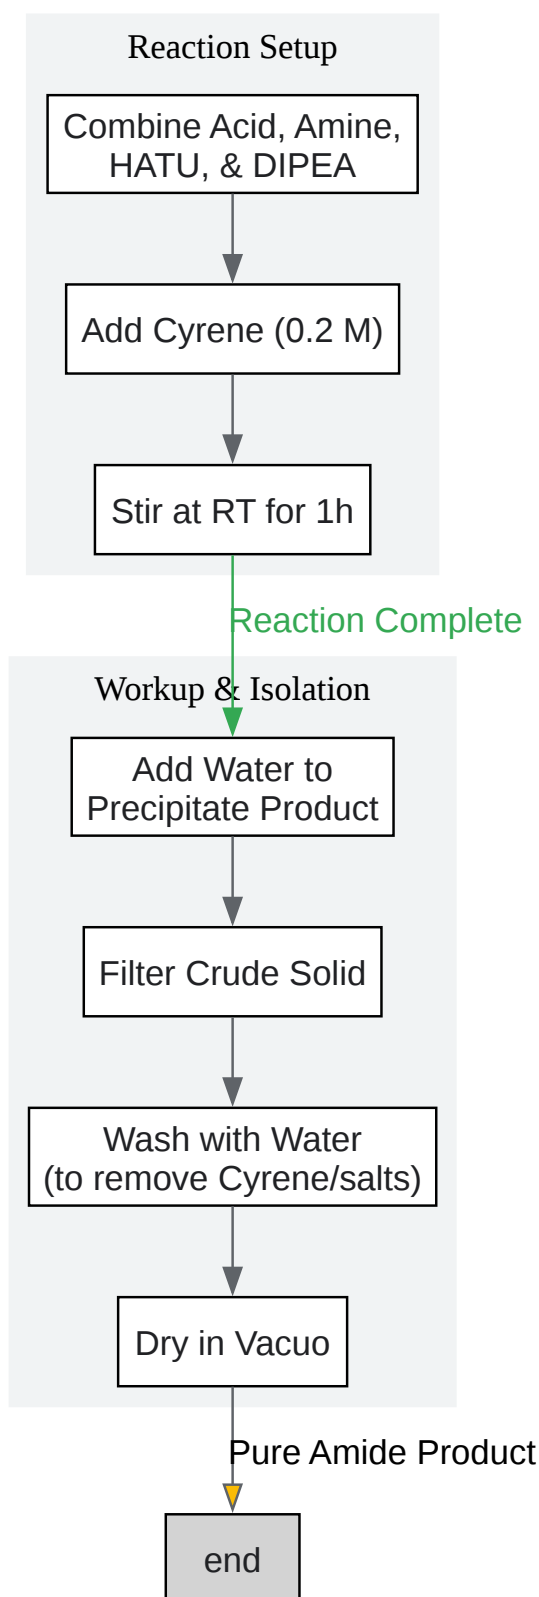 Reaction Setup
Combine Acid, Amine,
HATU, & DIPEA
Add Cyrene (0.2 M)
Stir at RT for 1h
Reaction Complete
Workup & Isolation
Add Water to
Precipitate Product
Filter Crude Solid
Wash with Water
(to remove Cyrene/salts)
Dry in Vacuo
Pure Amide Product
end